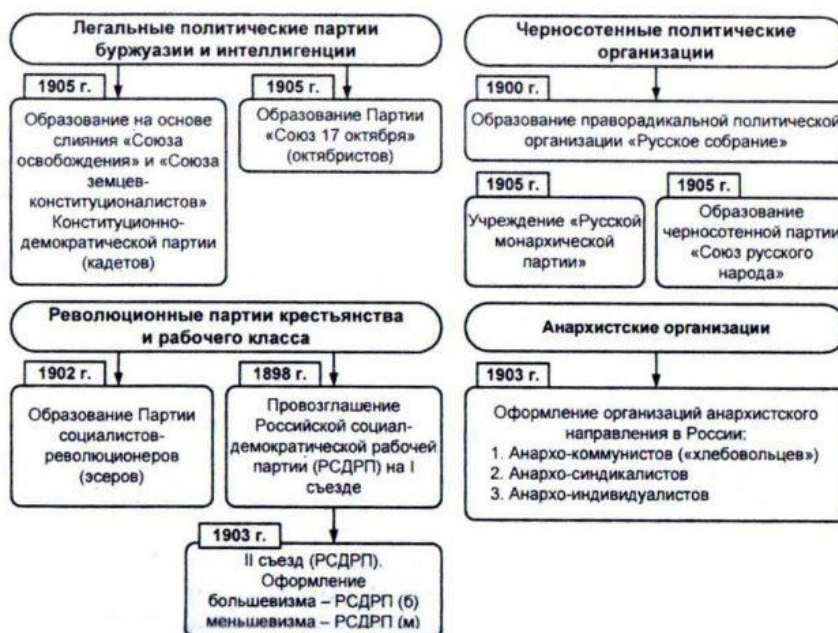 Легальные политические партии
буржуазии и интеллигенции
1905 г.
Образование на основе
слияния «Союза
освобождения» и «Союза
земцев-
конституционалистов»
Конституционно-
демократической партии
(кадетов)
1905 г.
Образование Партии
«Союз 17 октября»
(октябристов)
Черносотенные политические
организации
1900 г.
Образование праворадикальной политической
организации «Русское собрание»
1905 г.
Учреждение «Русской
монархической
партии»
1905 г.
Образование
черносотенной партии
«Союз русского
народа»
Революционные партии крестьянства
и рабочего класса
1902 г.
Образование Партии
социалистов-
революционеров
(эсеров)
1898 г.
Провозглашение
Российской социал-
демократической рабочей
партии (РСДРП) на I
съезде
1903 г.
II съезд (РСДРП).
Оформление
большевизма – РСДРП (б)
меньшевизма – РСДРП (м)
Анархистские организации
1903 г.
Оформление организаций анархистского
направления в России:
1. Анархо-коммунистов («хлебовольцев»)
2. Анархо-синдикалистов
3. Анархо-индивидуалистов